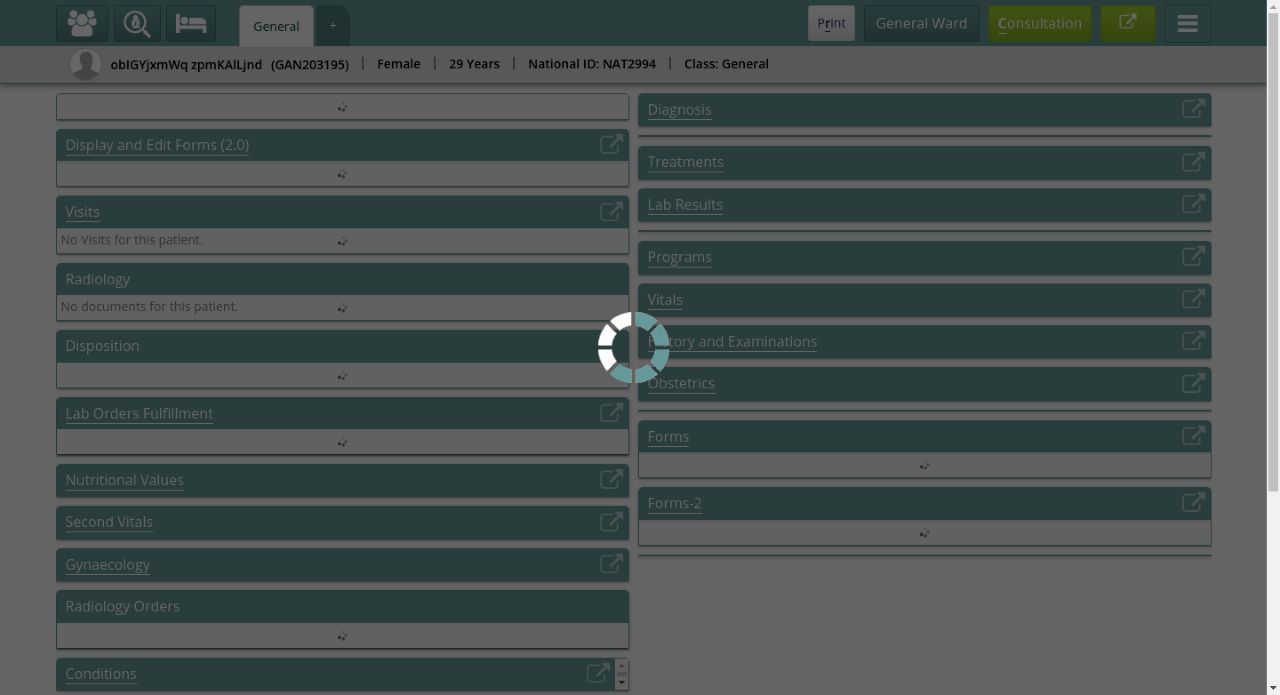 General
+
Print
General Ward
Consultation
oblGYjxmWq zpmKAlLjnd (GAN203195) | Female | 29 Years | National ID: NAT2994 | Class: General
Display and Edit Forms (2.0)
Visits
No Visits for this patient.
Radiology
No documents for this patient.
Disposition
Lab Orders Fulfillment
Nutritional Values
Second Vitals
Gynaecology
Radiology Orders
Conditions
Diagnosis
Treatments
Lab Results
Programs
Vitals
History and Examinations
Obstetrics
Forms
Forms-2